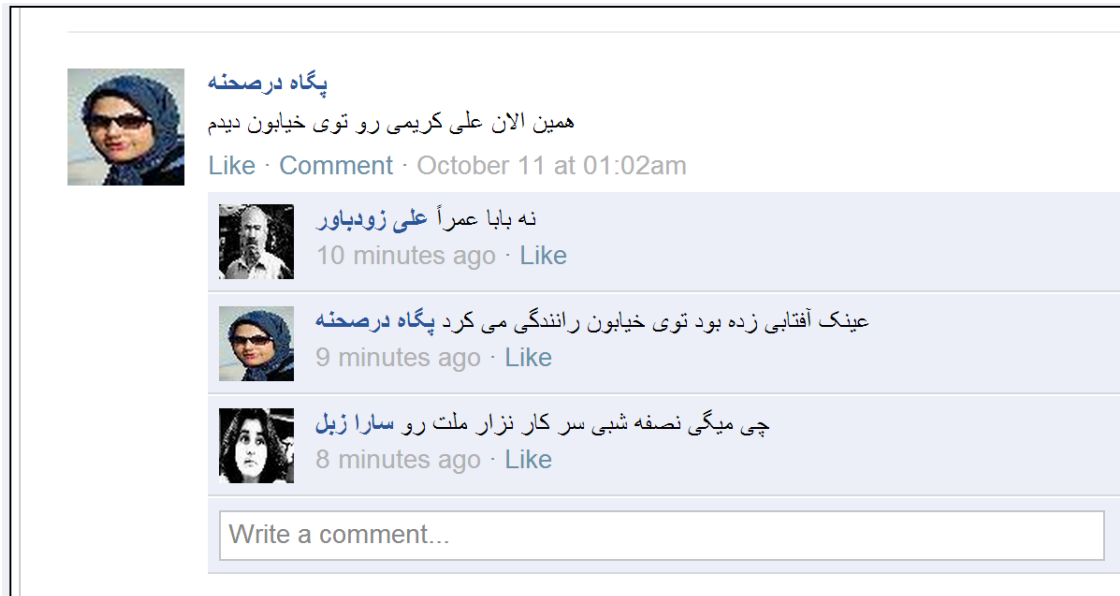 پگاه درصحنه
همین الان علی کریمی رو توی خیابون دیدم
Like · Comment · October 11 at 01:02am
علی زودباور نه بابا عمراً
10 minutes ago · Like
پگاه درصحنه عینک آفتابی زده بود توی خیابون رانندگی می کرد
9 minutes ago · Like
سارا زبل چی میگی نصفه شبی سر کار نزار ملت رو
8 minutes ago · Like
Write a comment...